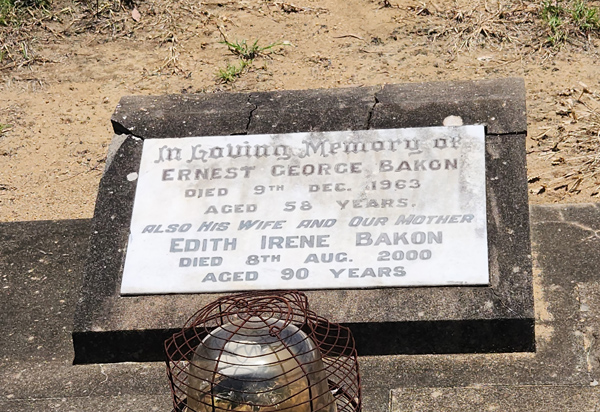 In Loving Memory of
ERNEST GEORGE BAKON
DIED 9TH DEC. 1963
AGED 58 YEARS.
ALSO HIS WIFE AND OUR MOTHER
EDITH IRENE BAKON
DIED 8TH AUG. 2000
AGED 90 YEARS